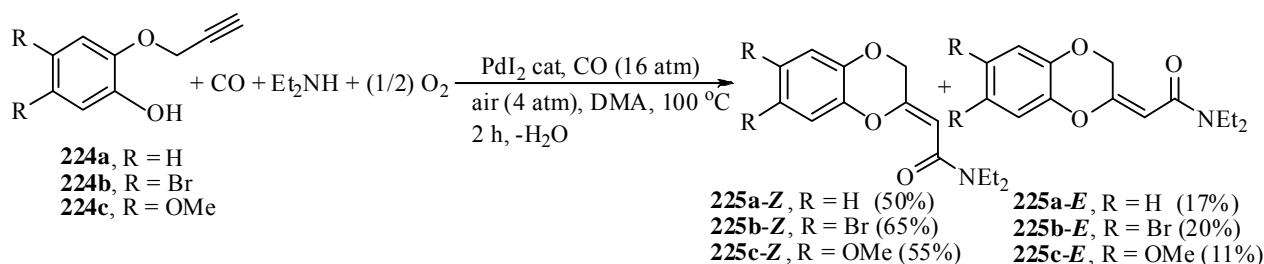 R
R
O
OH
+ CO + Et2NH + (1/2) O2
PdI2 cat, CO (16 atm)
air (4 atm), DMA, 100 °C
2 h, -H2O
R
R
O
O
O
NEt2
+
R
R
O
O
O
NEt2
224a, R = H
224b, R = Br
224c, R = OMe
225a-Z, R = H (50%)
225b-Z, R = Br (65%)
225c-Z, R = OMe (55%)
225a-E, R = H (17%)
225b-E, R = Br (20%)
225c-E, R = OMe (11%)